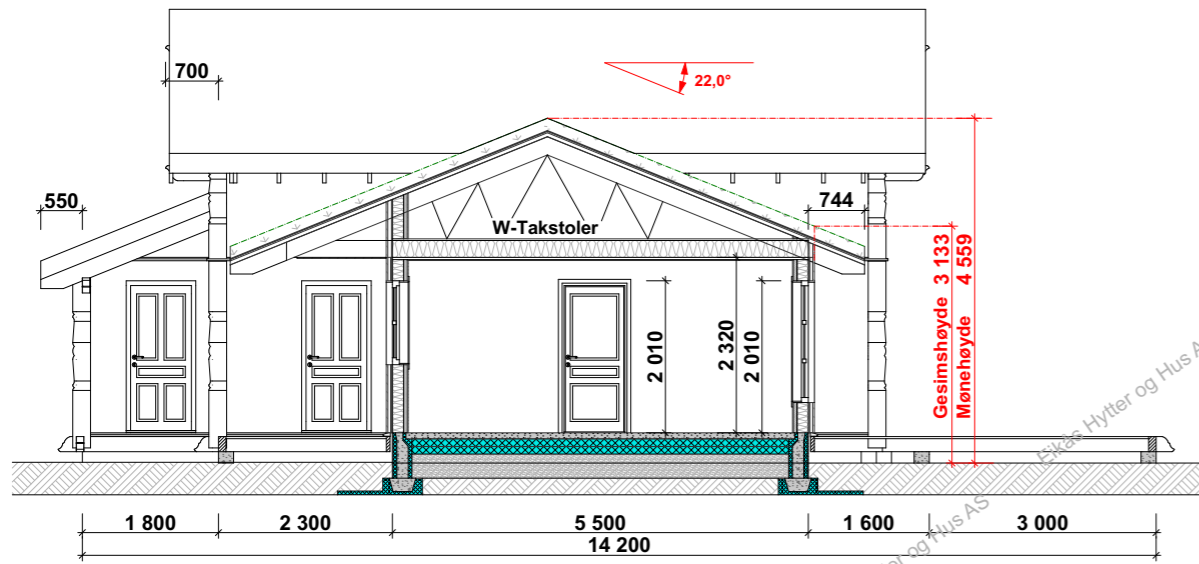 700
22,0°
550
W-Takstoler
744
2 010
2 320
2 010
Gesimshøyde 3 133
Mønehøyde 4 559
Eikås Hytter og Hus A
1 800
2 300
5 500
1 600
3 000
14 200
er og Hus AS